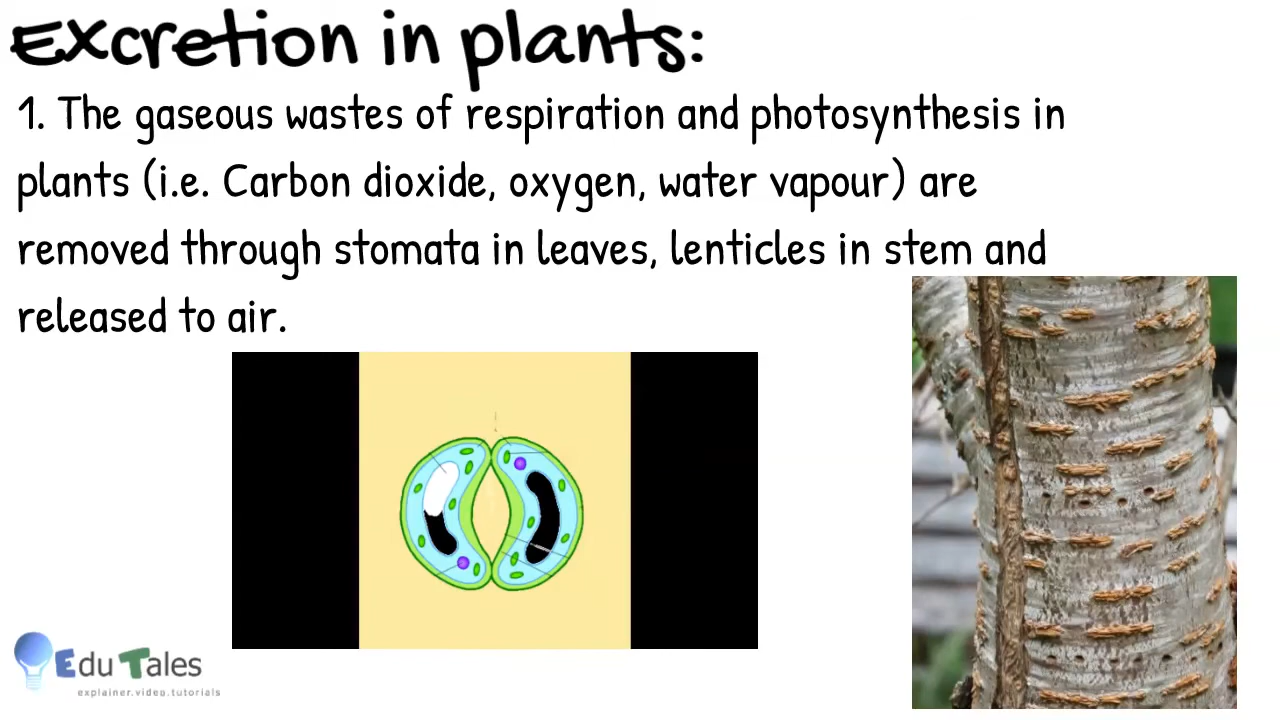 Excretion in plants:
1. The gaseous wastes of respiration and photosynthesis in
plants (i.e. Carbon dioxide, oxygen, water vapour) are
removed through stomata in leaves, lenticles in stem and
released to air.
Edu Tales
explainer.video.tutorials